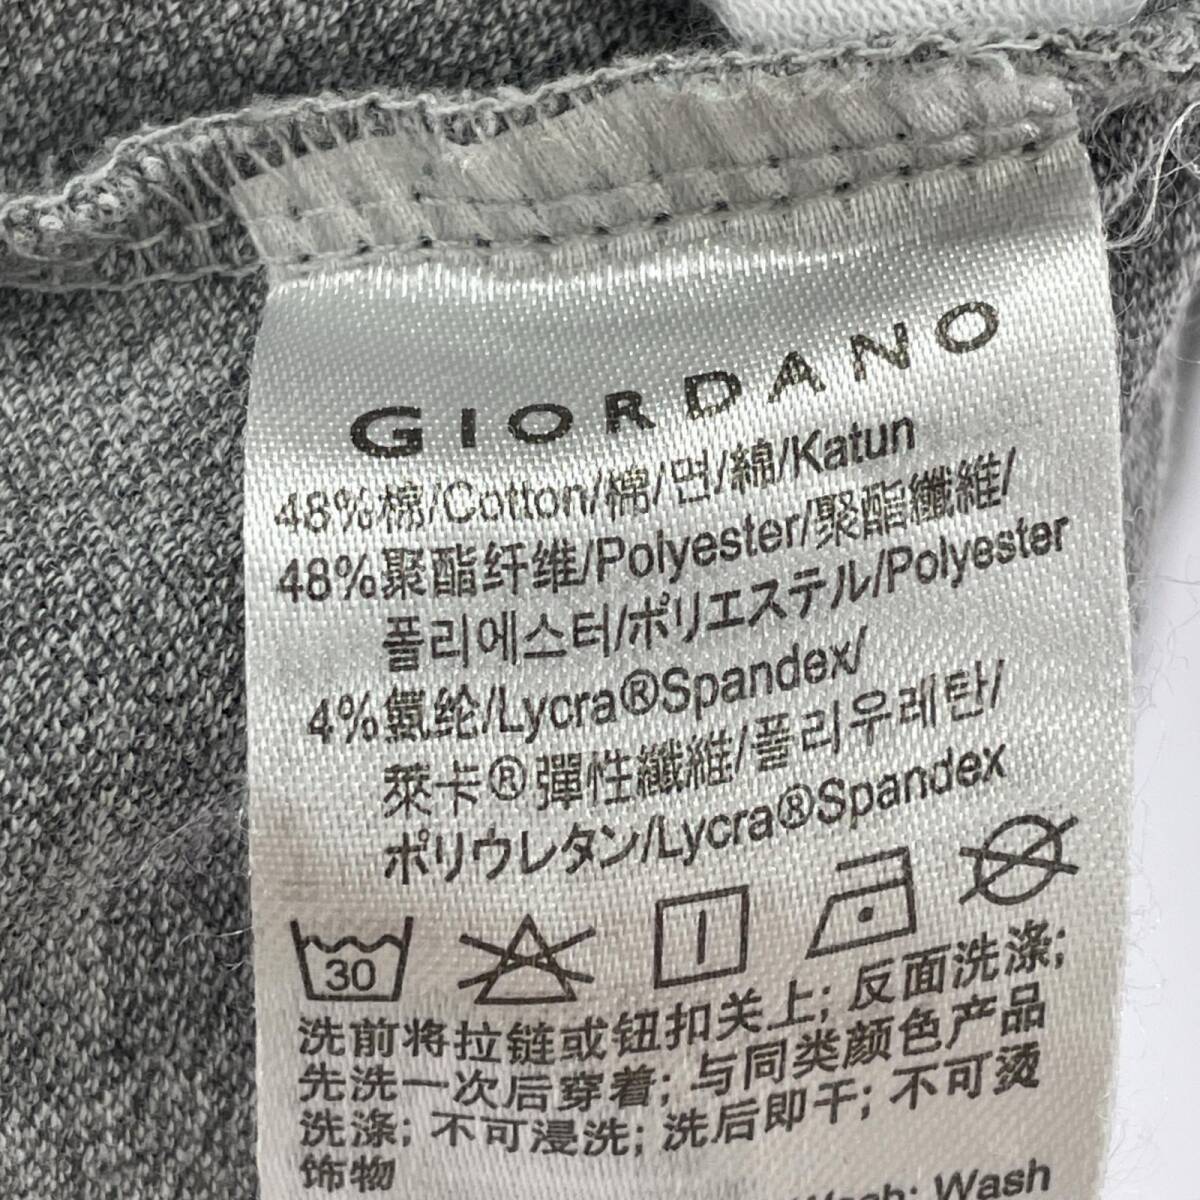 GIORDANO
48%棉/Cotton/棉/면/綿/Katun
48%聚酯纤维/Polyester/聚酯纖維/
폴리에스터/ポリエステル/Polyester
4%氨纶/Lycra®Spandex/
萊卡®彈性纖維/폴리우레탄/
ポリウレタン/Lycra®Spandex
30
洗前将拉链或钮扣关上; 反面洗涤;
先洗一次后穿着; 与同类颜色产品
洗涤; 不可浸洗; 洗后即干; 不可烫
饰物
Wash: Wash